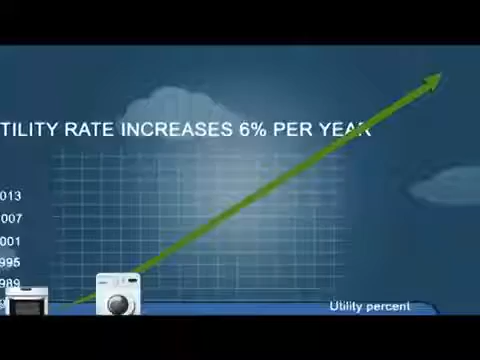 TILITY RATE INCREASES 6% PER YEAR
013
007
001
995
989
Utility percent